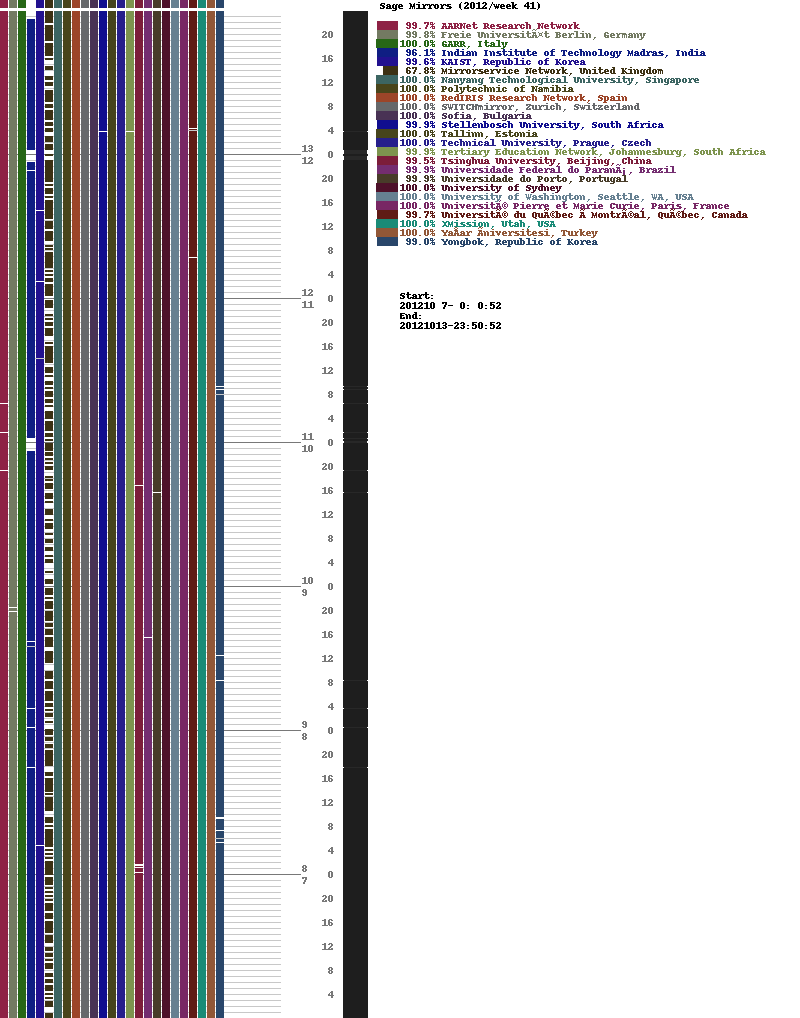 Sage Mirrors (2012/week 41)
99.7% AARNet Research Network
99.8% Freie UniversitÃ¤t Berlin, Germany
100.0% GARR, Italy
96.1% Indian Institute of Technology Madras, India
99.6% KAIST, Republic of Korea
67.8% Mirrorservice Network, United Kingdom
100.0% Nanyang Technological University, Singapore
100.0% Polytechnic of Namibia
100.0% RedIRIS Research Network, Spain
100.0% SWITCHmirror, Zurich, Switzerland
100.0% Sofia, Bulgaria
99.9% Stellenbosch University, South Africa
100.0% Tallinn, Estonia
100.0% Technical University, Prague, Czech
99.9% Tertiary Education Network, Johannesburg, South Africa
99.5% Tsinghua University, Beijing, China
99.9% Universidade Federal do ParanÃ¡, Brazil
99.9% Universidade do Porto, Portugal
100.0% University of Sydney
100.0% University of Washington, Seattle, WA, USA
100.0% UniversitÃ© Pierre et Marie Curie, Paris, France
99.7% UniversitÃ© du QuÃ©bec Ã MontrÃ©al, QuÃ©bec, Canada
100.0% XMission, Utah, USA
100.0% YaÅar Ãniversitesi, Turkey
99.0% Yongbok, Republic of Korea
Start:
201210 7- 0: 0:52
End:
20121013-23:50:52
20
16
12
8
4
13
0
12
20
16
12
8
4
12
0
11
20
16
12
8
4
11
0
10
20
16
12
8
4
10
0
9
20
16
12
8
4
9
0
8
20
16
12
8
4
8
0
7
20
16
12
8
4